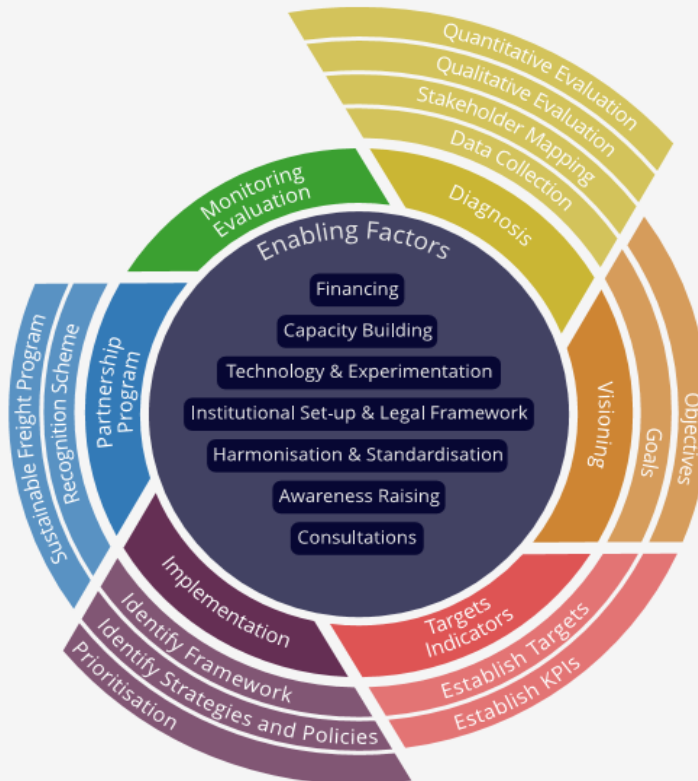 Quantitative Evaluation
Qualitative Evaluation
Stakeholder Mapping
Data Collection
Diagnosis
Monitoring
Evaluation
Enabling Factors
Financing
Capacity Building
Technology & Experimentation
Institutional Set-up & Legal Framework
Harmonisation & Standardisation
Awareness Raising
Consultations
Visioning
Goals
Objectives
Targets
Indicators
Establish Targets
Establish KPIs
Implementation
Identify Framework
Identify Strategies and Policies
Prioritisation
Partnership
Program
Recognition Scheme
Sustainable Freight Program